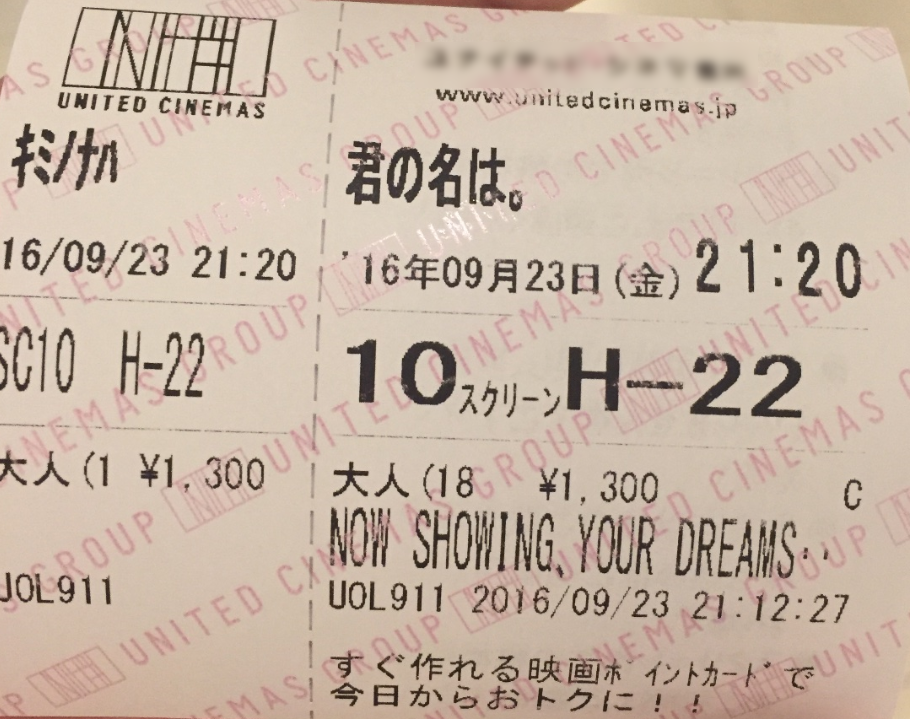 UNITED CINEMAS
www.unitedcinemas.jp
ｷﾐﾉﾅﾊ
君の名は。
16/09/23 21:20
'16年09月23日(金) 21:20
SC10 H-22
10スクリーン H-22
大人(1 ¥1,300
大人(18 ¥1,300 C
NOW SHOWING、YOUR DREAMS‥
UOL911
UOL911 2016/09/23 21:12:27
すぐ作れる映画ﾎﾟｲﾝﾄｶｰﾄﾞで
今日からおトクに！！
UNITED CINEMAS GROUP